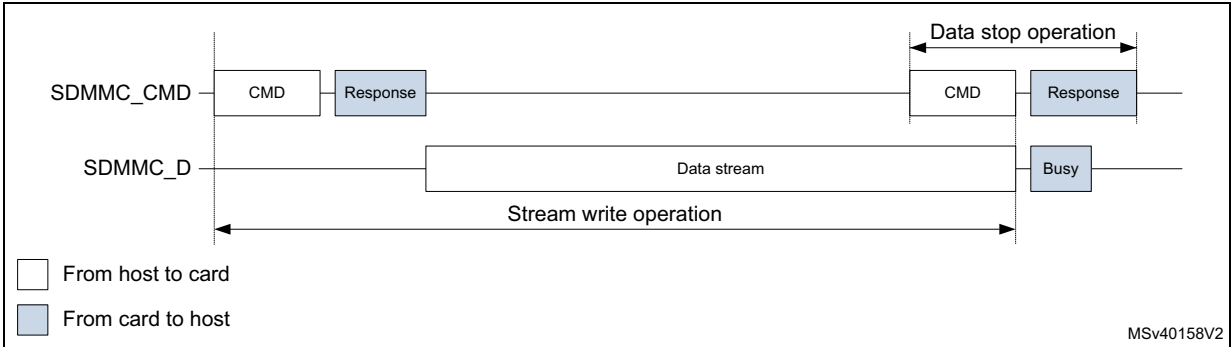 Data stop operation
SDMMC_CMD CMD Response CMD Response
SDMMC_D Data stream Busy
Stream write operation
From host to card
From card to host
MSv40158V2